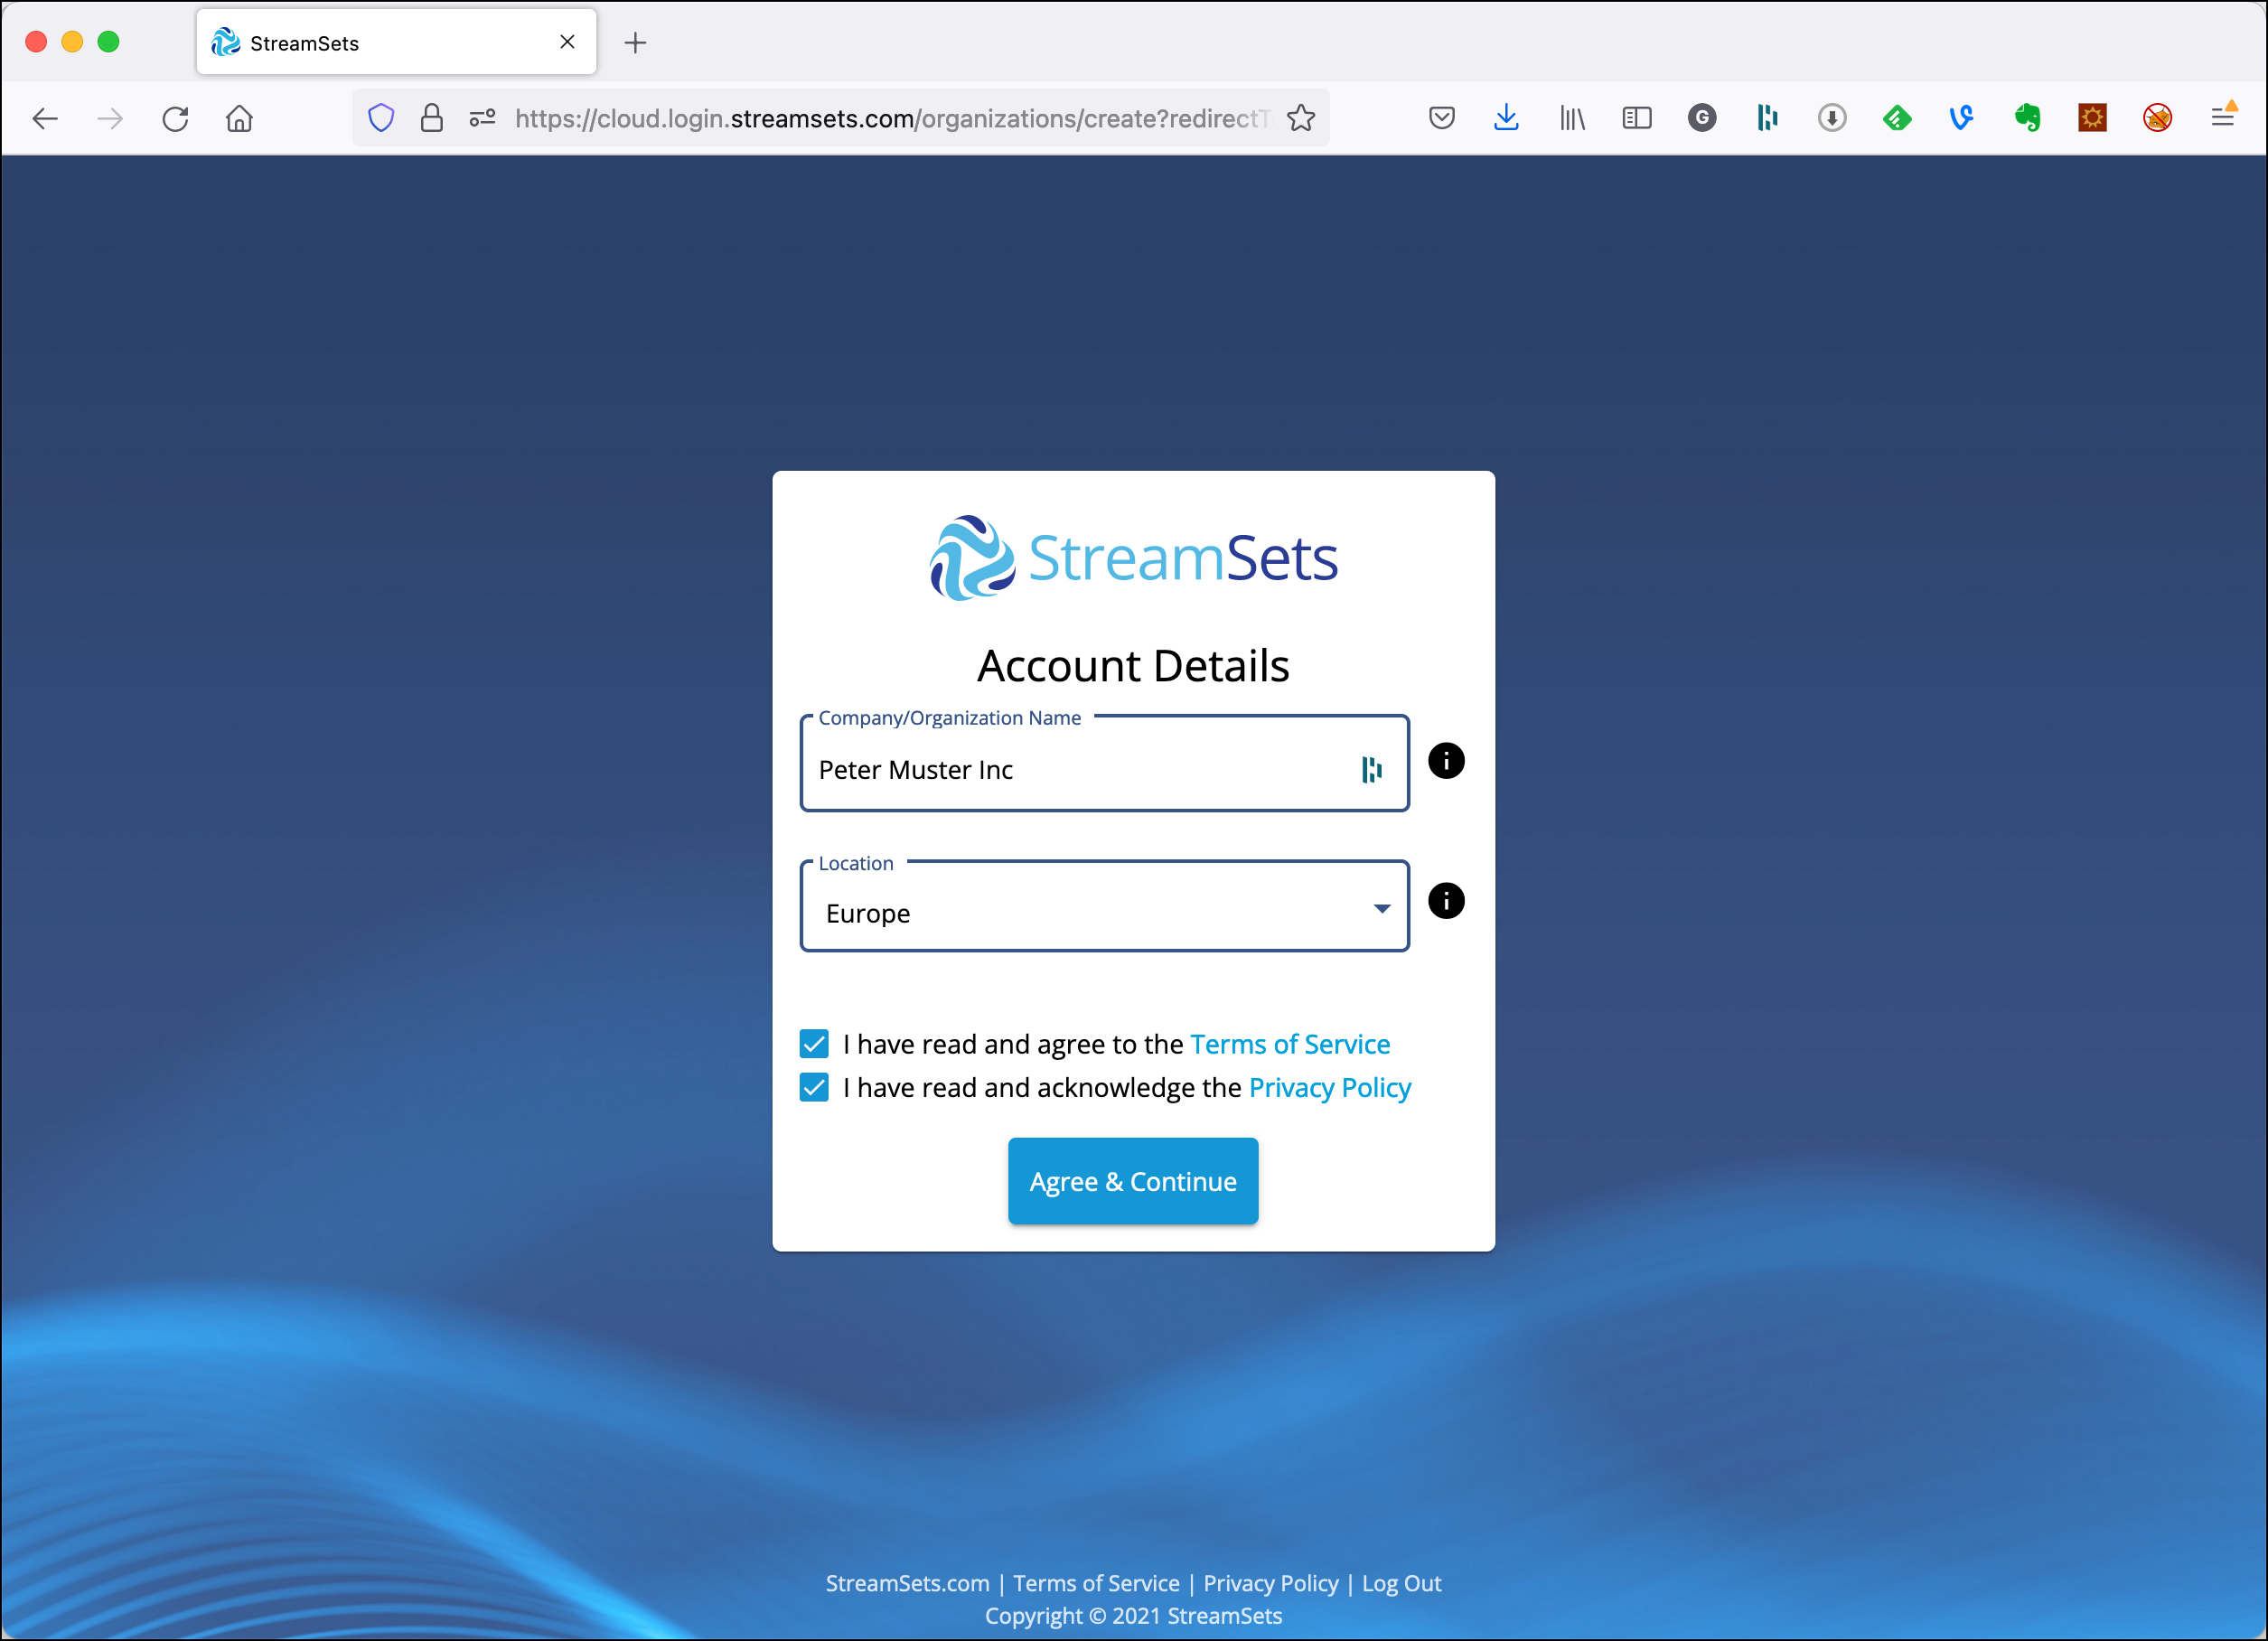 StreamSets
https://cloud.login.streamsets.com/organizations/create?redirectT
G
StreamSets
Account Details
Company/Organization Name
Peter Muster Inc
Location
Europe
I have read and agree to the Terms of Service
I have read and acknowledge the Privacy Policy
Agree & Continue
StreamSets.com | Terms of Service | Privacy Policy | Log Out
Copyright © 2021 StreamSets